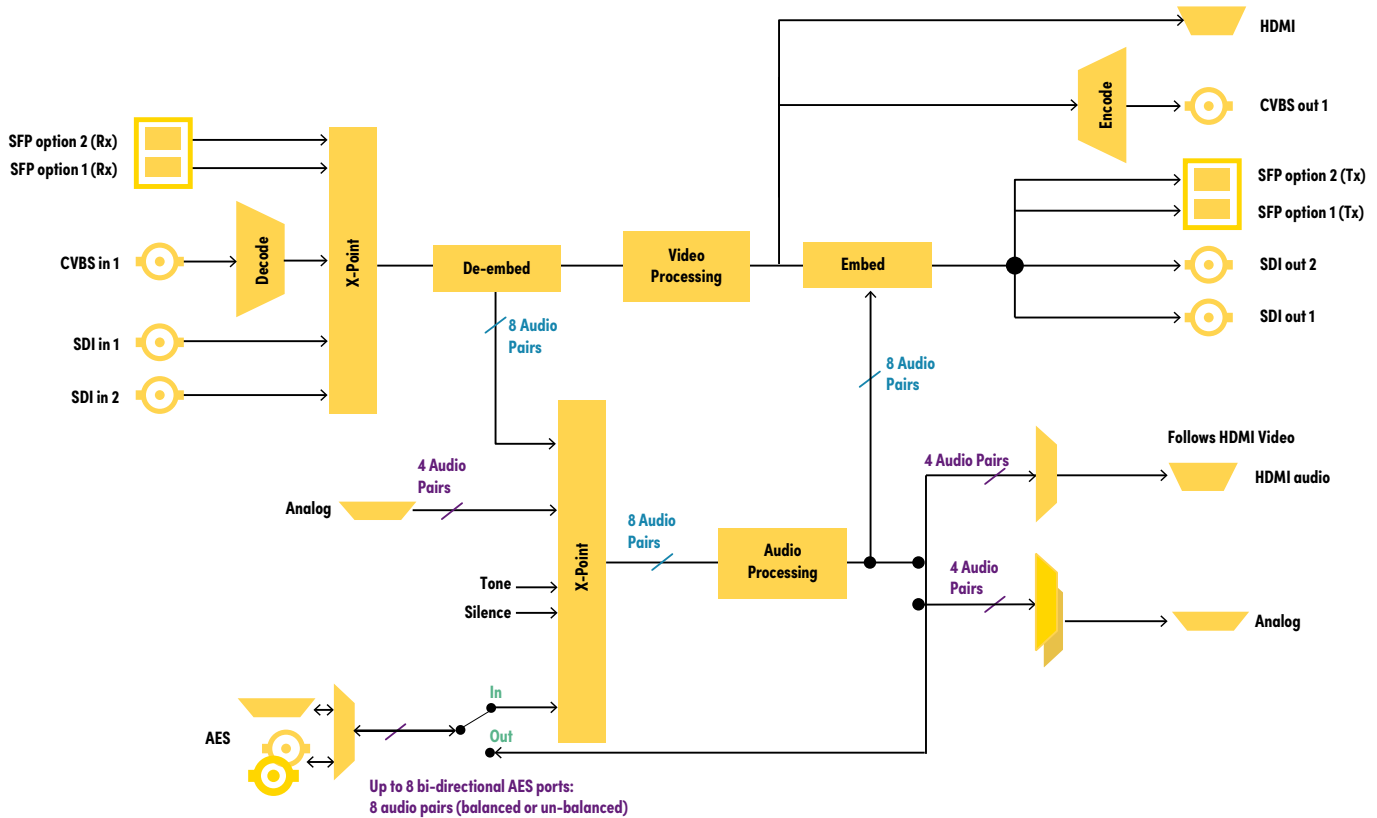 HDMI
CVBS out 1
Encode
SFP option 2 (Rx)
SFP option 1 (Rx)
SFP option 2 (Tx)
SFP option 1 (Tx)
CVBS in 1
Decode
X-Point
De-embed
Video
Processing
Embed
SDI out 2
SDI out 1
SDI in 1
SDI in 2
8 Audio
Pairs
8 Audio
Pairs
Follows HDMI Video
4 Audio Pairs
HDMI audio
4 Audio
Pairs
Analog
X-Point
8 Audio
Pairs
Audio
Processing
4 Audio
Pairs
Tone
Silence
Analog
In
Out
AES
Up to 8 bi-directional AES ports:
8 audio pairs (balanced or un-balanced)